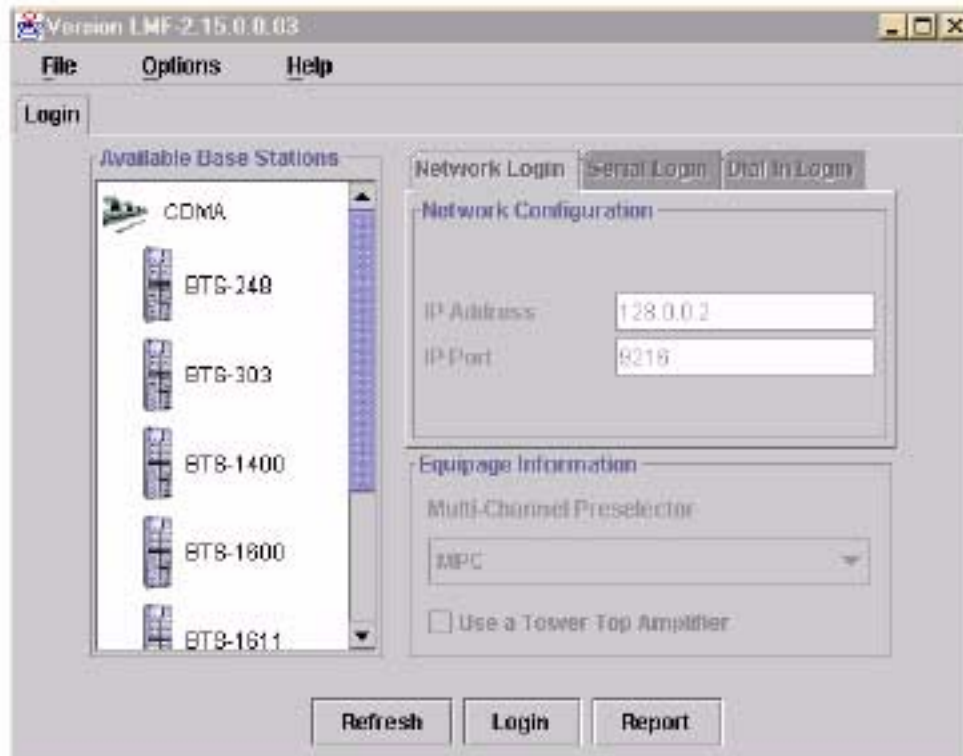 Version LMF-2.15.0.0.03
File Options Help
Login
Available Base Stations
CDMA
BTS-248
BTS-303
BTS-1400
BTS-1600
BTS-1611
Network Login Serial Login Dial In Login
Network Configuration
IP Address 128.0.0.2
IP Port 9216
Equipage Information
Multi-Channel Preselector
MPC
Use a Tower Top Amplifier
Refresh Login Report